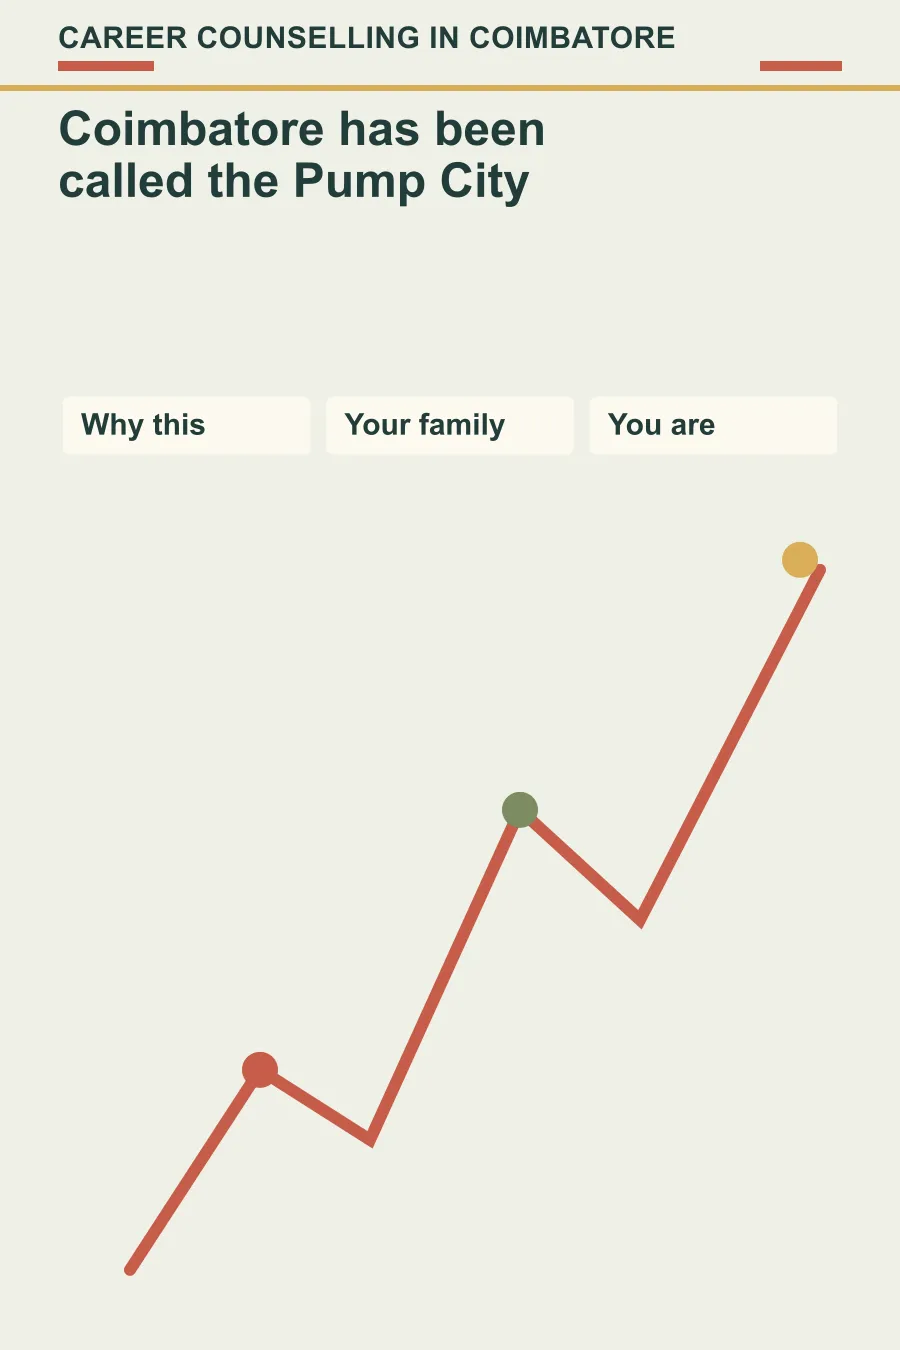 CAREER COUNSELLING IN COIMBATORE
Coimbatore has been
called the Pump City
Why this
Your family
You are